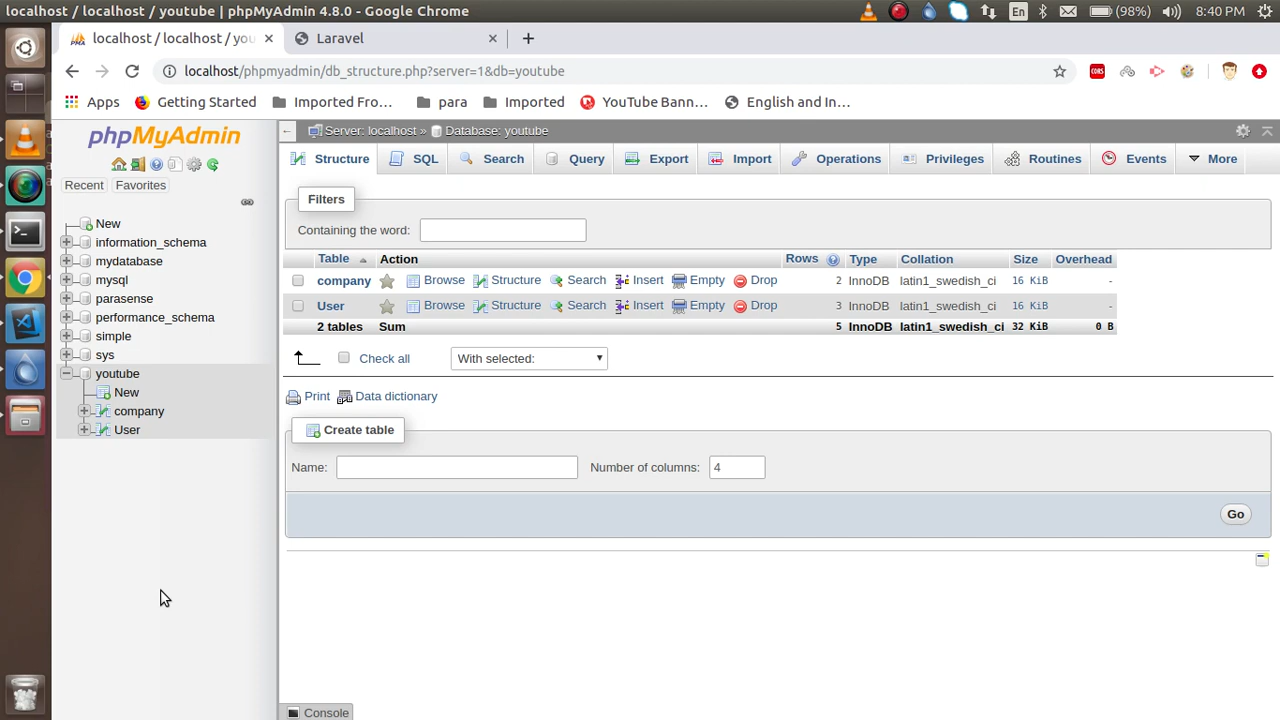 localhost / localhost / youtube | phpMyAdmin 4.8.0 - Google Chrome
En
(98%)
8:40 PM
localhost / localhost / you
Laravel
localhost/phpmyadmin/db_structure.php?server=1&db=youtube
CORS
Apps
Getting Started
Imported Fro...
para
Imported
YouTube Bann...
English and In...
phpMyAdmin
Recent
Favorites
New
information_schema
mydatabase
mysql
parasense
performance_schema
simple
sys
youtube
New
company
User
Server: localhost » Database: youtube
Structure
SQL
Search
Query
Export
Import
Operations
Privileges
Routines
Events
More
Filters
Containing the word:
Table Action Rows Type Collation Size Overhead
company Browse Structure Search Insert Empty Drop 2 InnoDB latin1_swedish_ci 16 KiB -
User Browse Structure Search Insert Empty Drop 3 InnoDB latin1_swedish_ci 16 KiB -
2 tables Sum 5 InnoDB latin1_swedish_ci 32 KiB 0 B
Check all
With selected:
Print
Data dictionary
Create table
Name:
Number of columns: 4
Go
Console